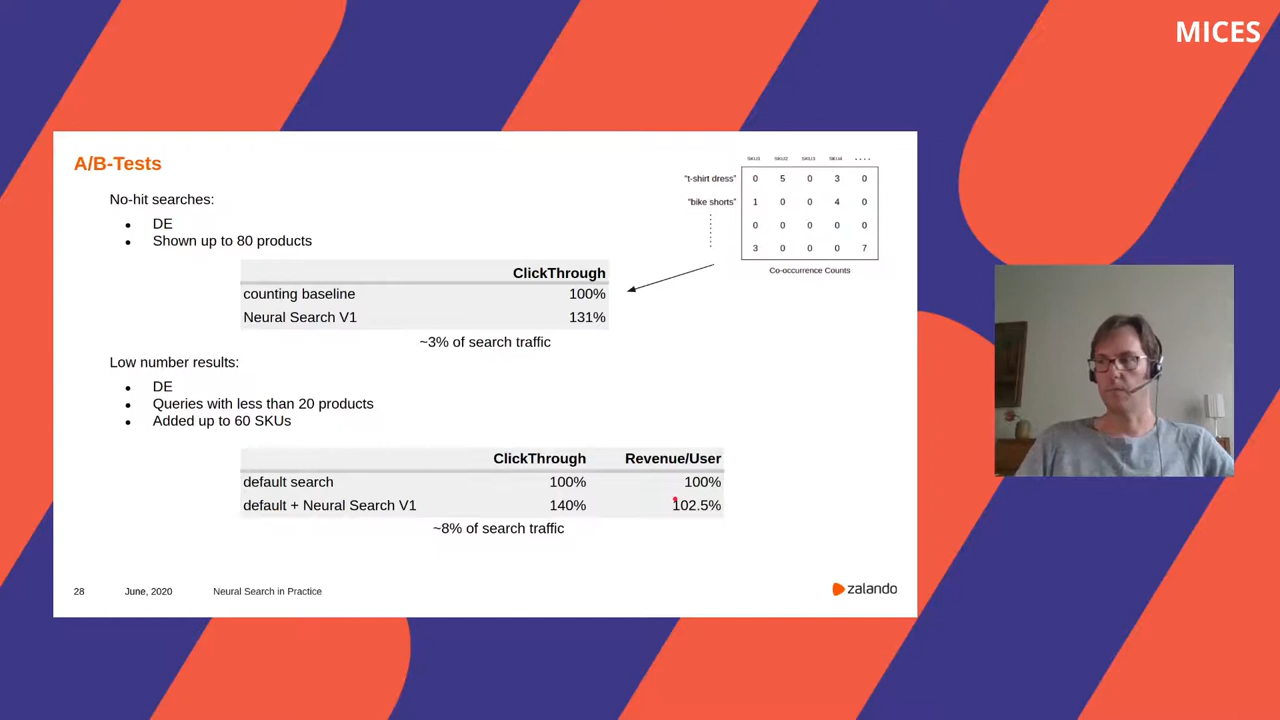 MICES
A/B-Tests
No-hit searches:
● DE
● Shown up to 80 products
SKU1 SKU2 SKU3 SKU4 ....
"t-shirt dress" 0 5 0 3 0
"bike shorts" 1 0 0 4 0
0 0 0 0 0
3 0 0 0 7
Co-occurrence Counts
ClickThrough
counting baseline 100%
Neural Search V1 131%
~3% of search traffic
Low number results:
● DE
● Queries with less than 20 products
● Added up to 60 SKUs
ClickThrough Revenue/User
default search 100% 100%
default + Neural Search V1 140% 102.5%
~8% of search traffic
28 June, 2020 Neural Search in Practice
zalando